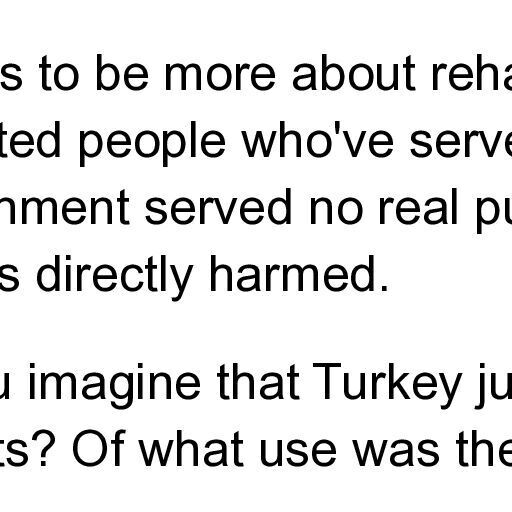 s to be more about reha
ted people who've serve
nment served no real pu
s directly harmed.
u imagine that Turkey ju
ts? Of what use was the